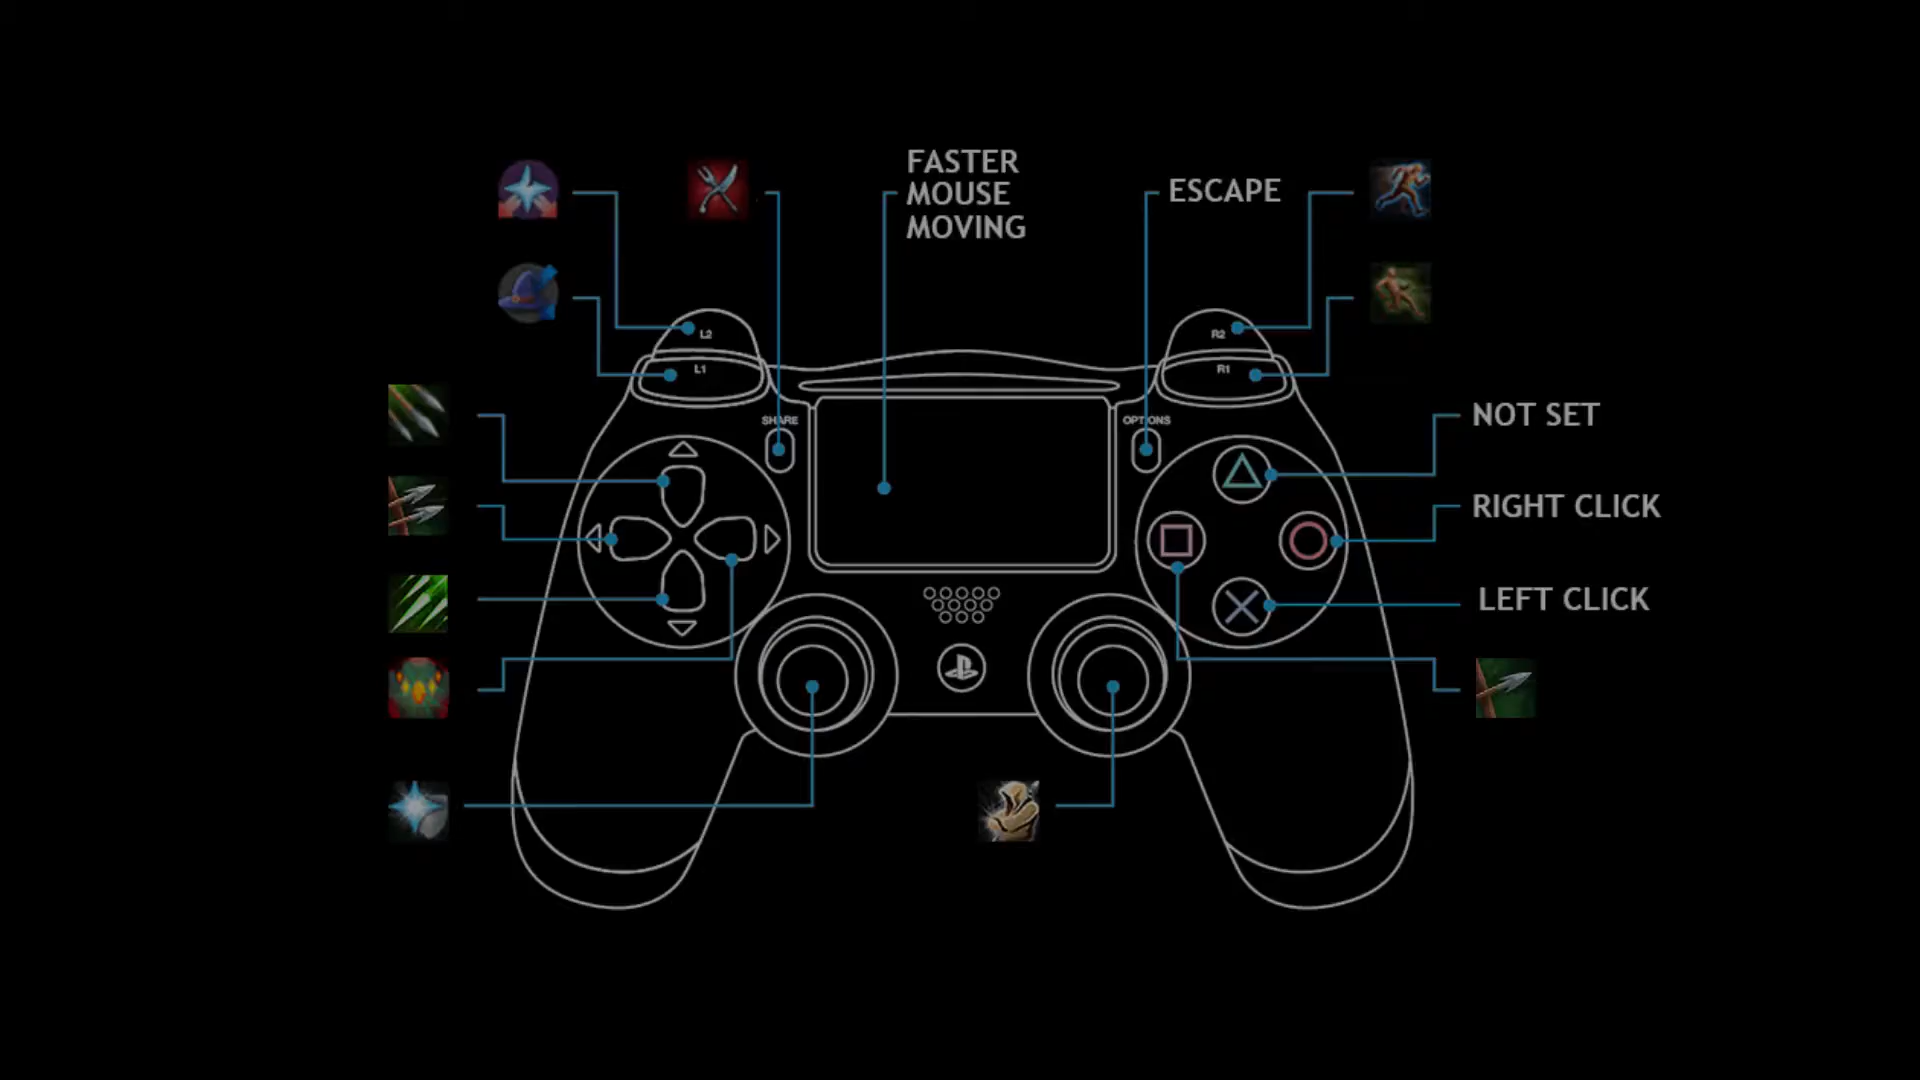 FASTER
MOUSE
MOVING
ESCAPE
L2
R2
L1
R1
SHARE
OPTIONS
NOT SET
RIGHT CLICK
LEFT CLICK